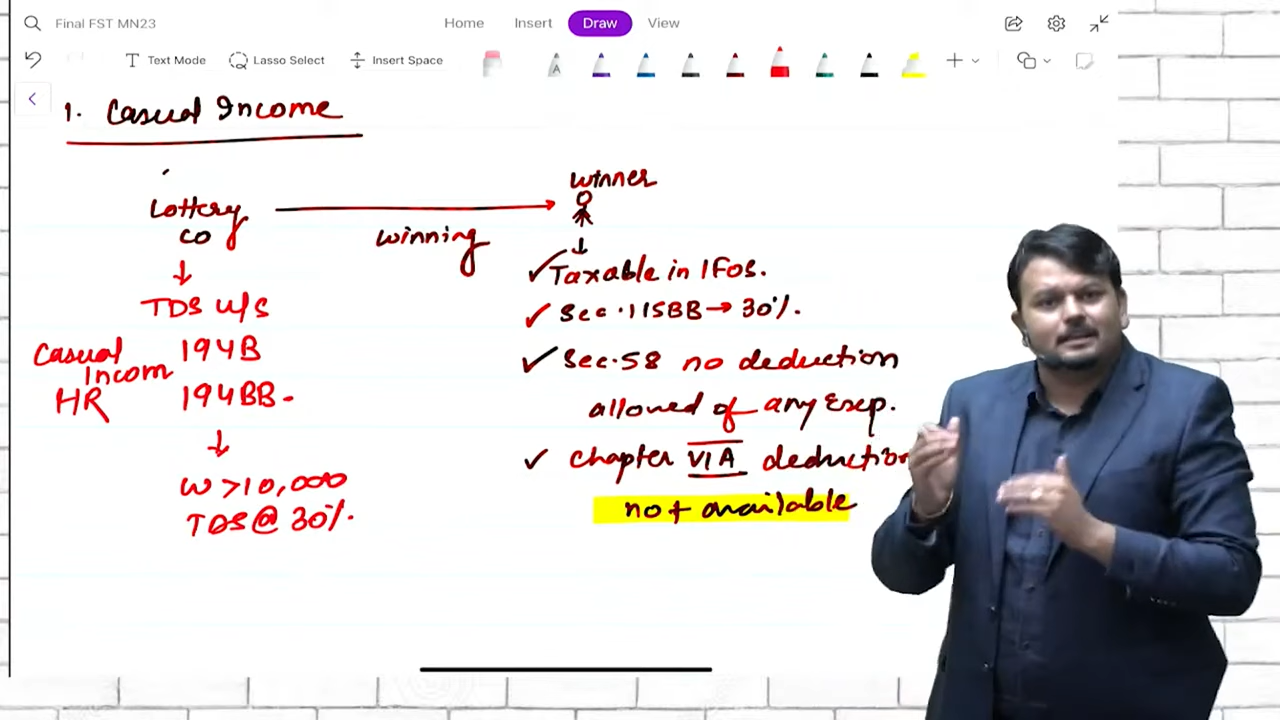 Final FST MN23
Home Insert Draw View
A Text Mode Lasso Select Insert Space
1. Casual Income
Lottery
CO
winning
winner
TDS u/s
Casual
Incom
194B
HR
194BB.
W >10,000
TDS @ 30%.
Taxable in IFOS.
Sec.115BB → 30%.
Sec.58 no deduction
allowed of any Exp.
chapter VIA deduction
not available